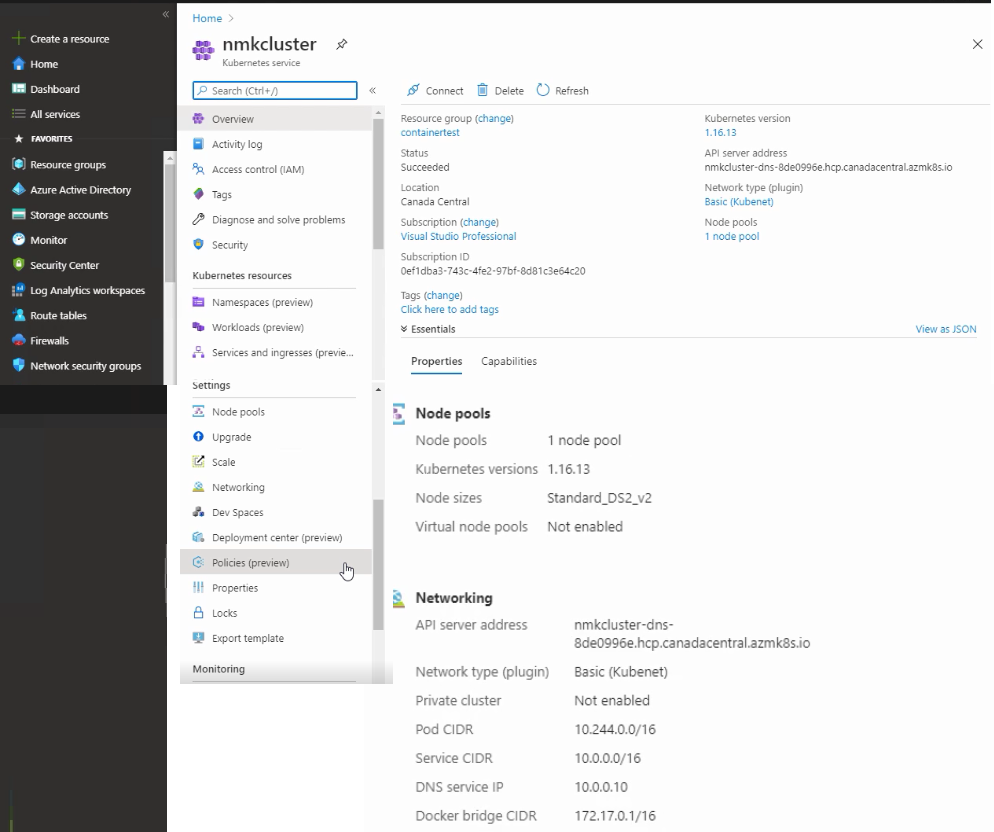 Create a resource
Home
Dashboard
All services
FAVORITES
Resource groups
Azure Active Directory
Storage accounts
Monitor
Security Center
Log Analytics workspaces
Route tables
Firewalls
Network security groups
Home
nmkcluster
Kubernetes service
Search (Ctrl+/)
Overview
Activity log
Access control (IAM)
Tags
Diagnose and solve problems
Security
Kubernetes resources
Namespaces (preview)
Workloads (preview)
Services and ingresses (previe...
Settings
Node pools
Upgrade
Scale
Networking
Dev Spaces
Deployment center (preview)
Policies (preview)
Properties
Locks
Export template
Monitoring
Connect Delete Refresh
Resource group (change)
containertest
Status
Succeeded
Location
Canada Central
Subscription (change)
Visual Studio Professional
Subscription ID
0ef1dba3-743c-4fe2-97bf-8d81c3e64c20
Tags (change)
Click here to add tags
Kubernetes version
1.16.13
API server address
nmkcluster-dns-8de0996e.hcp.canadacentral.azmk8s.io
Network type (plugin)
Basic (Kubenet)
Node pools
1 node pool
Essentials View as JSON
Properties Capabilities
Node pools
Node pools 1 node pool
Kubernetes versions 1.16.13
Node sizes Standard_DS2_v2
Virtual node pools Not enabled
Networking
API server address nmkcluster-dns-
8de0996e.hcp.canadacentral.azmk8s.io
Network type (plugin) Basic (Kubenet)
Private cluster Not enabled
Pod CIDR 10.244.0.0/16
Service CIDR 10.0.0.0/16
DNS service IP 10.0.0.10
Docker bridge CIDR 172.17.0.1/16